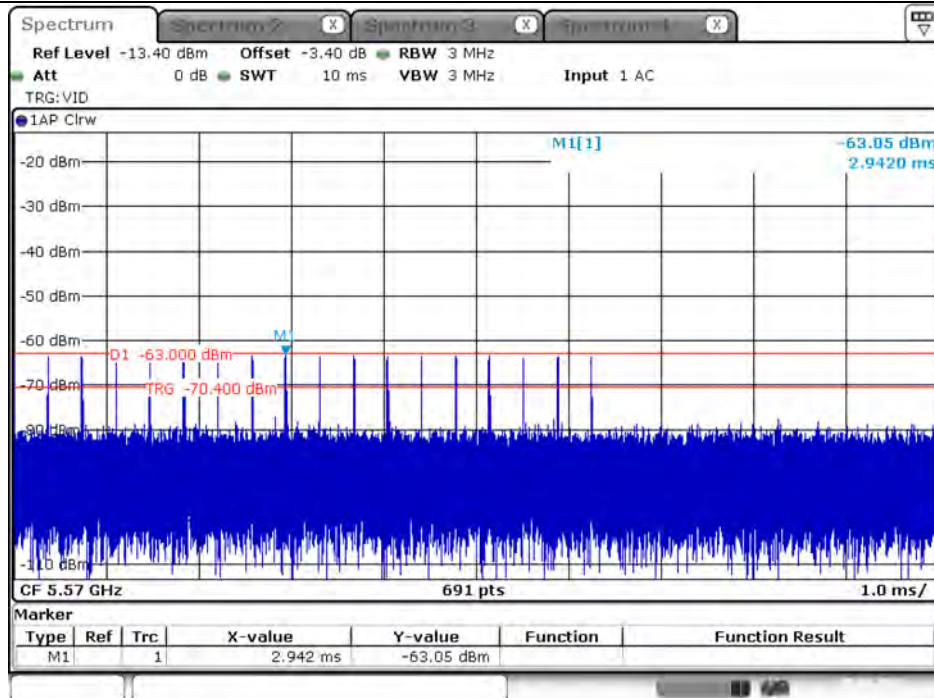 Spectrum Spectrum 2 X Spectrum 3 X Spectrum 4 X
Ref Level -13.40 dBm Offset -3.40 dB RBW 3 MHz
Att 0 dB SWT 10 ms VBW 3 MHz Input 1 AC
TRG:VID
1AP Clrw
M1[1] -63.05 dBm
2.9420 ms
-20 dBm
-30 dBm
-40 dBm
-50 dBm
-60 dBm
M1
D1 -63.000 dBm
-70 dBm
TRG -70.400 dBm
-90 dBm
-110 dBm
CF 5.57 GHz 691 pts 1.0 ms/
Marker
Type Ref Trc X-value Y-value Function Function Result
M1 1 2.942 ms -63.05 dBm